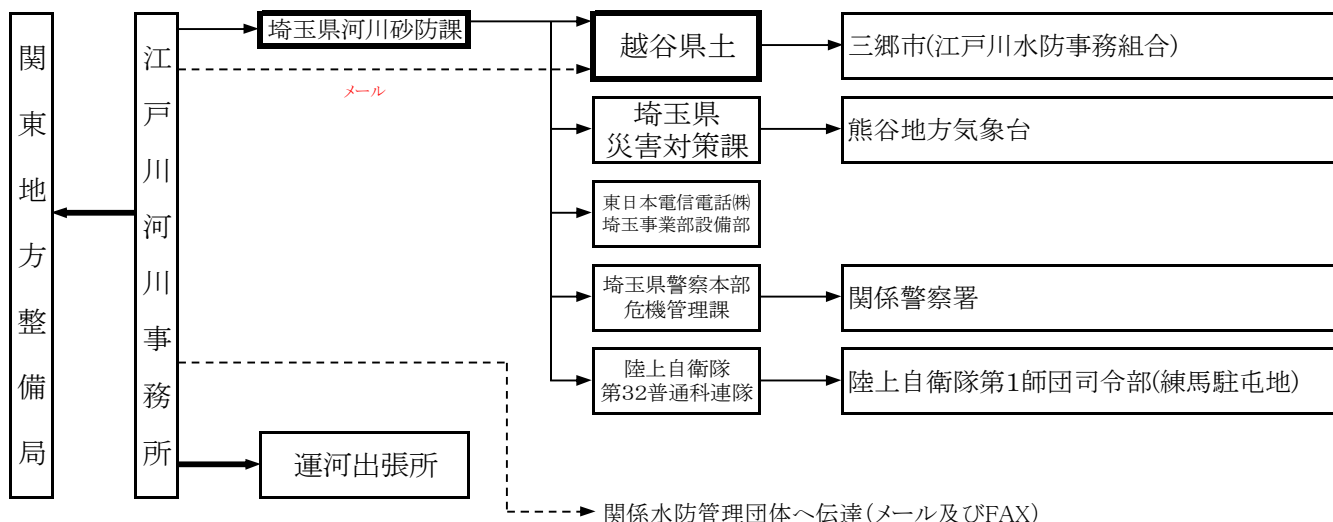 関東地方整備局
江戸川河川事務所
埼玉県河川砂防課
メール
運河出張所
越谷県土
三郷市(江戸川水防事務組合)
埼玉県
災害対策課
熊谷地方気象台
東日本電信電話㈱
埼玉事業部設備部
埼玉県警察本部
危機管理課
関係警察署
陸上自衛隊
第32普通科連隊
陸上自衛隊第1師団司令部(練馬駐屯地)
関係水防管理団体へ伝達(メール及びFAX)